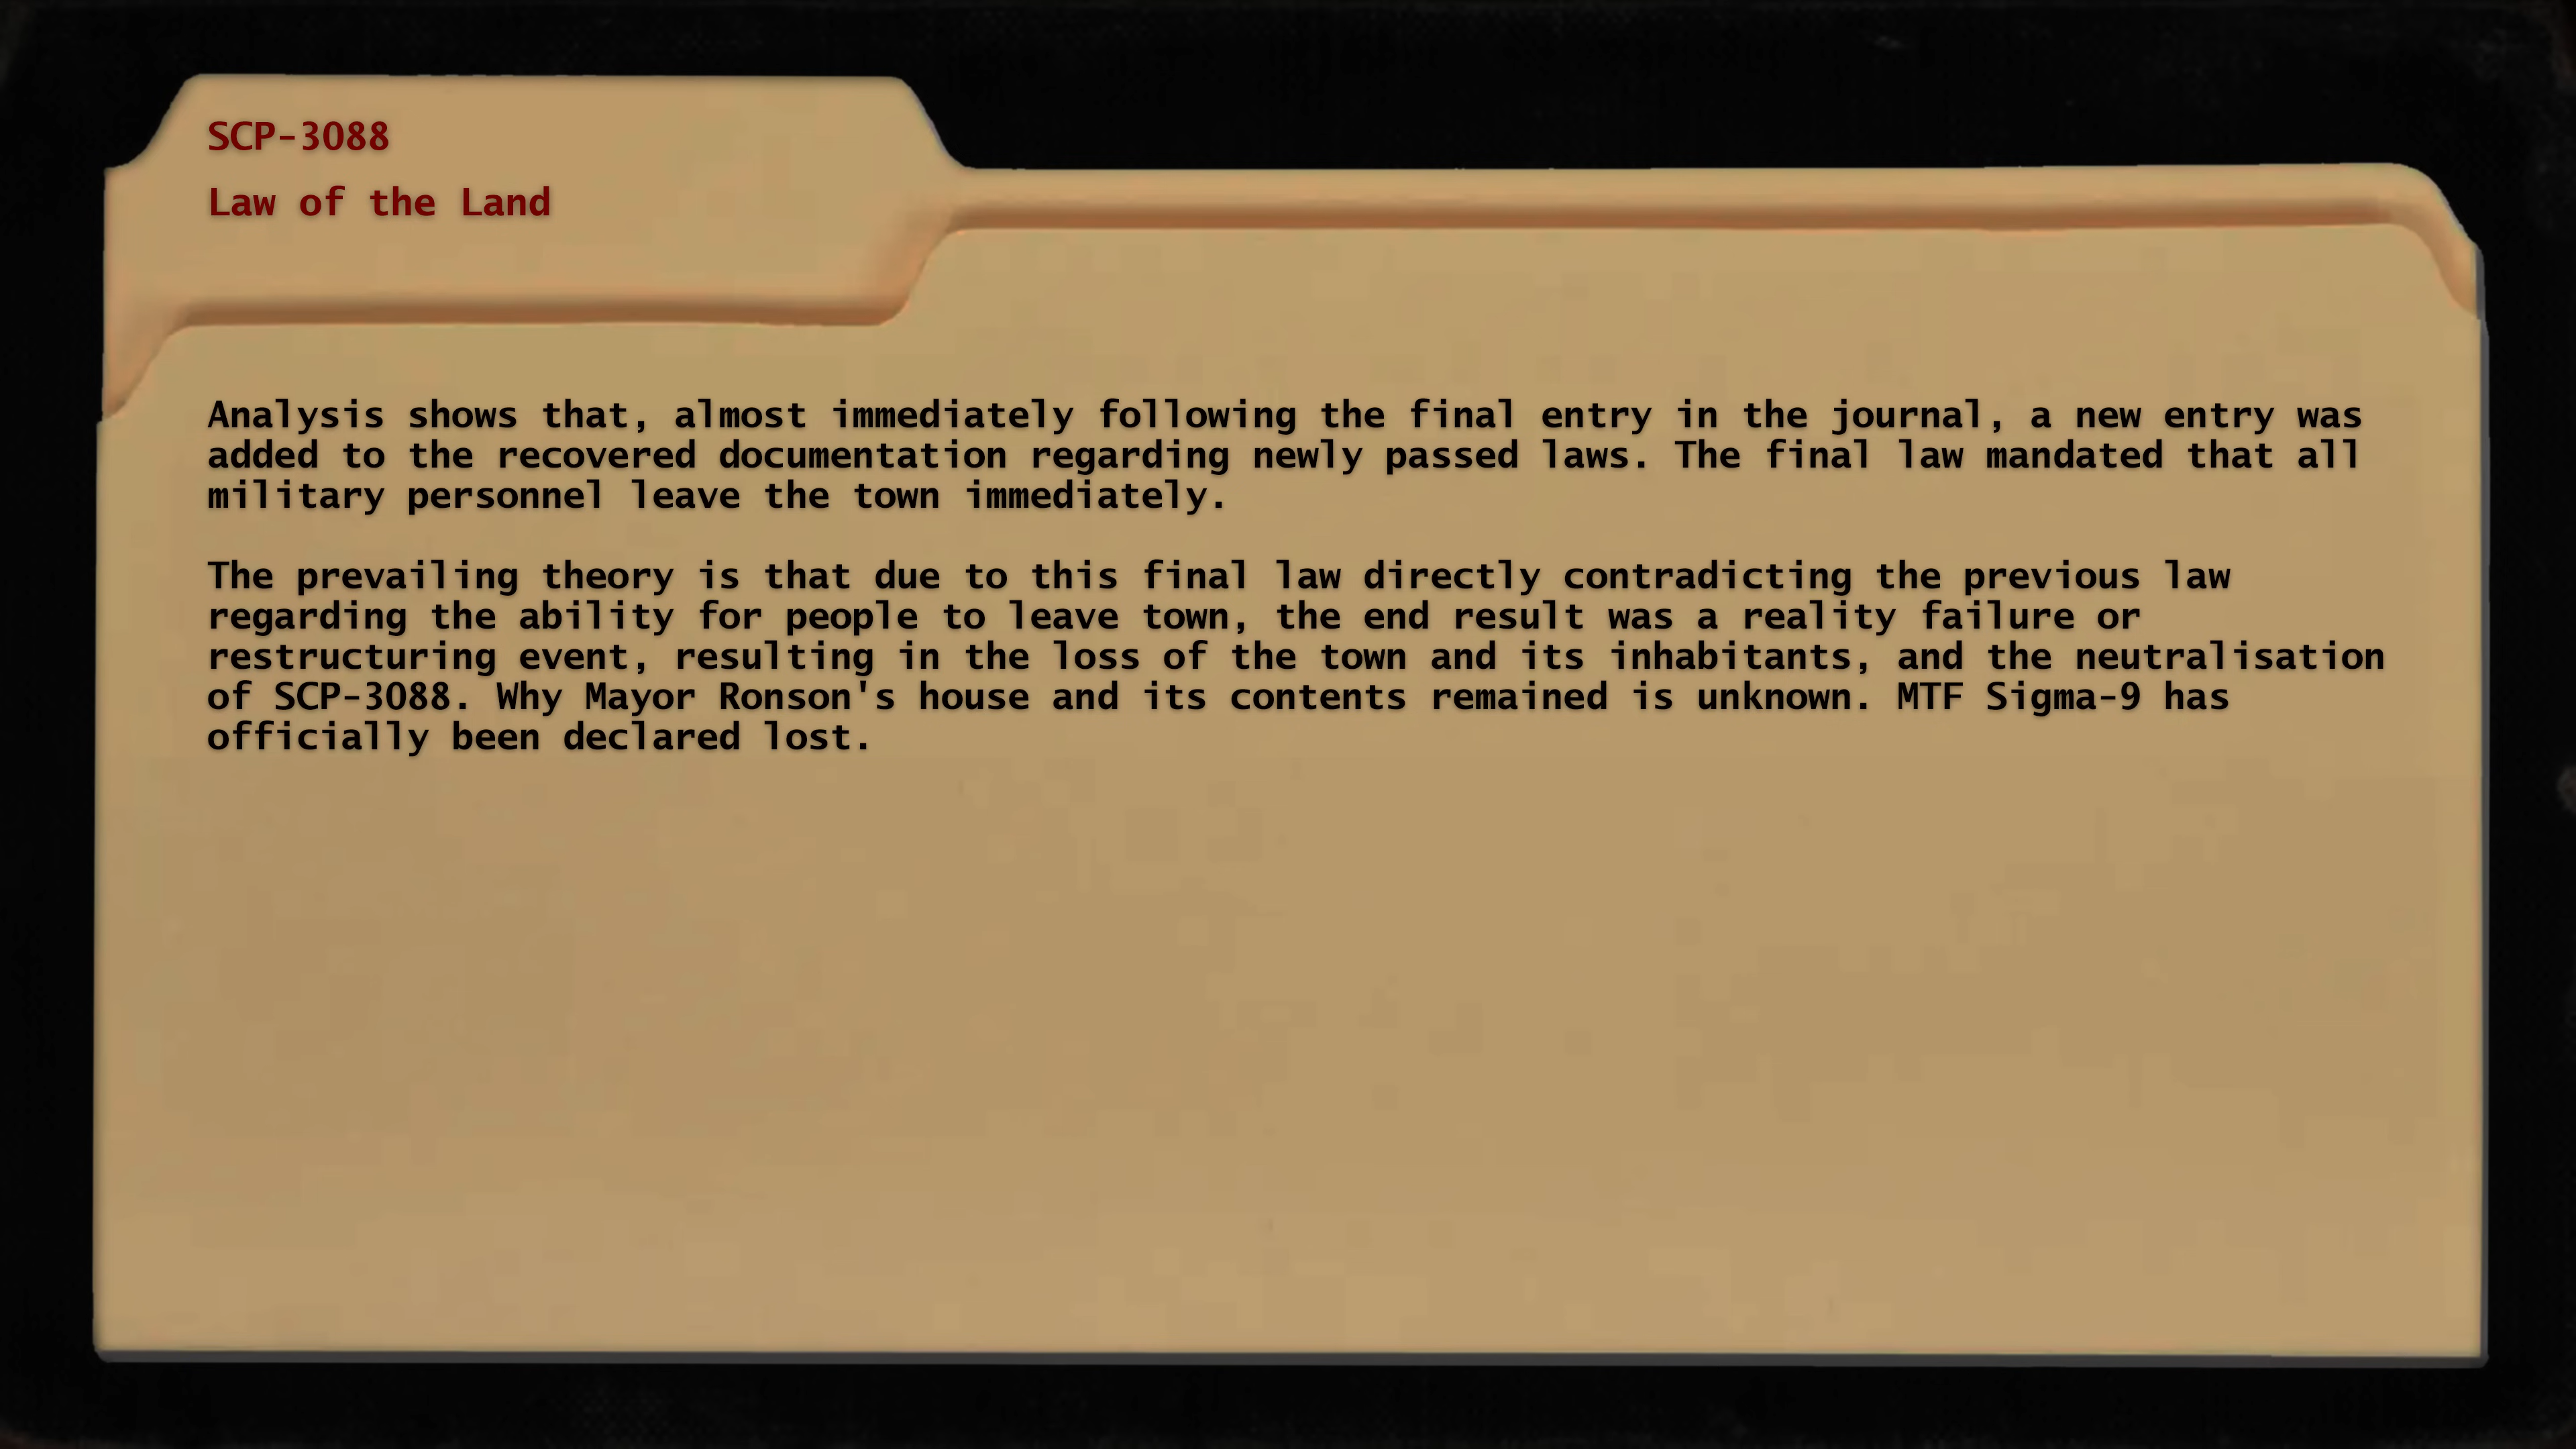 SCP-3088
Law of the Land
Analysis shows that, almost immediately following the final entry in the journal, a new entry was
added to the recovered documentation regarding newly passed laws. The final law mandated that all
military personnel leave the town immediately.
The prevailing theory is that due to this final law directly contradicting the previous law
regarding the ability for people to leave town, the end result was a reality failure or
restructuring event, resulting in the loss of the town and its inhabitants, and the neutralisation
of SCP-3088. Why Mayor Ronson's house and its contents remained is unknown. MTF Sigma-9 has
officially been declared lost.